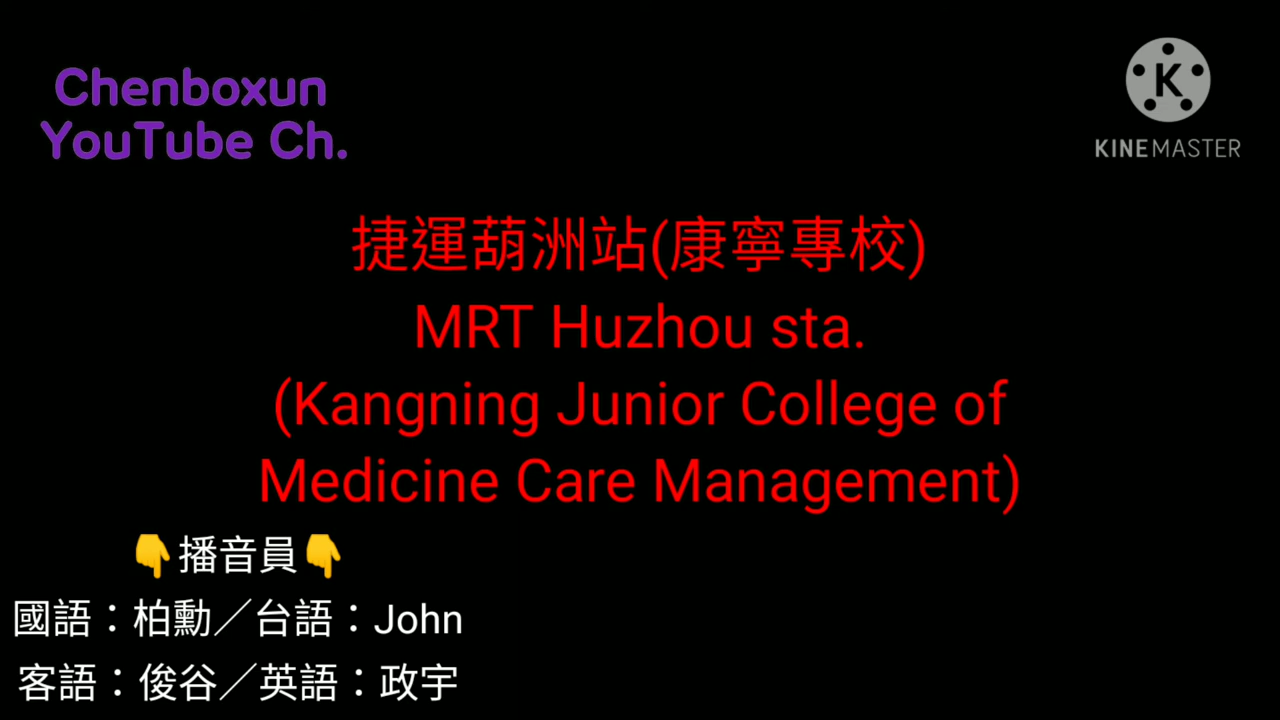 Chenboxun
YouTube Ch.
KINEMASTER
捷運葫洲站(康寧專校)
MRT Huzhou sta.
(Kangning Junior College of
Medicine Care Management)
👇播音員👇
國語：柏勳／台語：John
客語：俊谷／英語：政宇